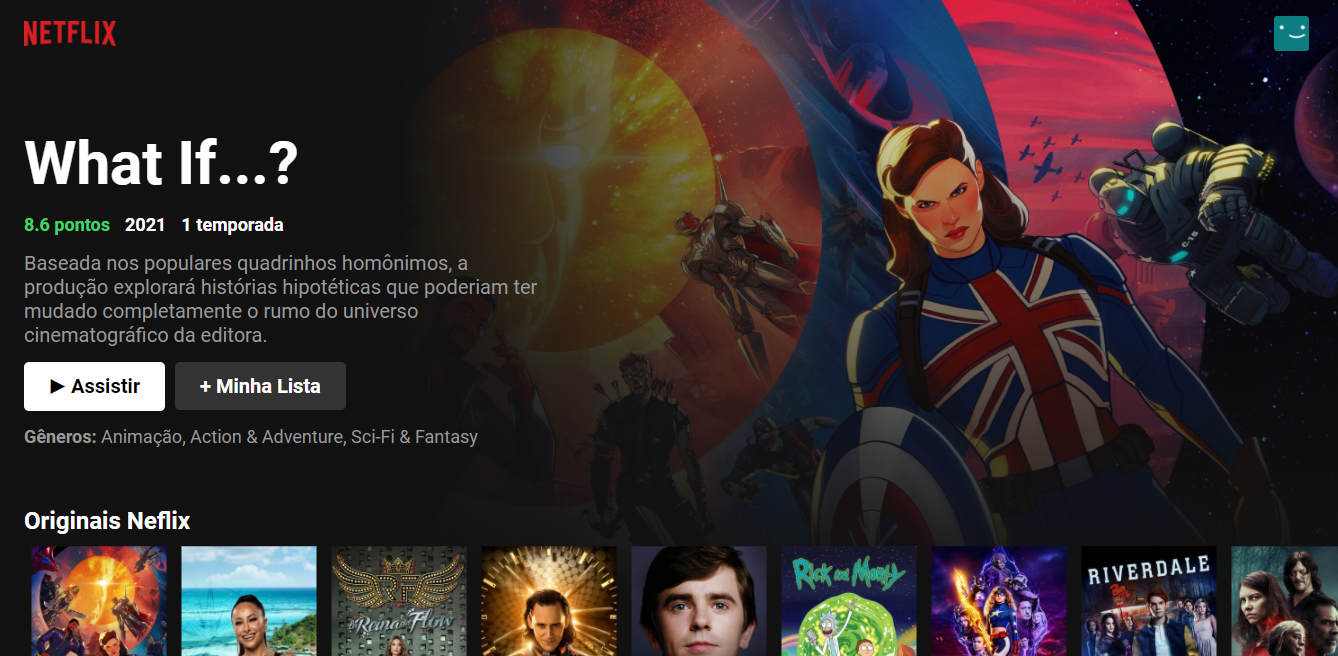 NETFLIX
What If...?
8.6 pontos 2021 1 temporada
Baseada nos populares quadrinhos homônimos, a
produção explorará histórias hipotéticas que poderiam ter
mudado completamente o rumo do universo
cinematográfico da editora.
▶ Assistir + Minha Lista
Gêneros: Animação, Action & Adventure, Sci-Fi & Fantasy
C-15
Originais Neflix
RF
la Reina del Flow
Rick and Morty
RIVERDALE